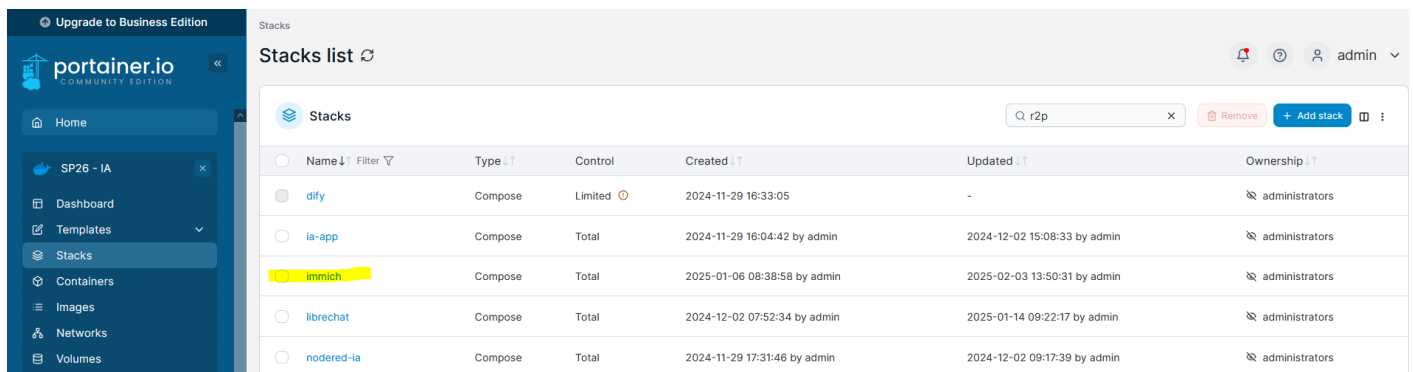 Upgrade to Business Edition
portainer.io
COMMUNITY EDITION
Home
SP26 - IA
Dashboard
Templates
Stacks
Containers
Images
Networks
Volumes
Stacks
Stacks list
admin
Stacks
r2p
Remove
+ Add stack
Name Filter Type Control Created Updated Ownership
dify Compose Limited 2024-11-29 16:33:05 - administrators
ia-app Compose Total 2024-11-29 16:04:42 by admin 2024-12-02 15:08:33 by admin administrators
immich Compose Total 2025-01-06 08:38:58 by admin 2025-02-03 13:50:31 by admin administrators
librechat Compose Total 2024-12-02 07:52:34 by admin 2025-01-14 09:22:17 by admin administrators
nodered-ia Compose Total 2024-11-29 17:31:46 by admin 2024-12-02 09:17:39 by admin administrators